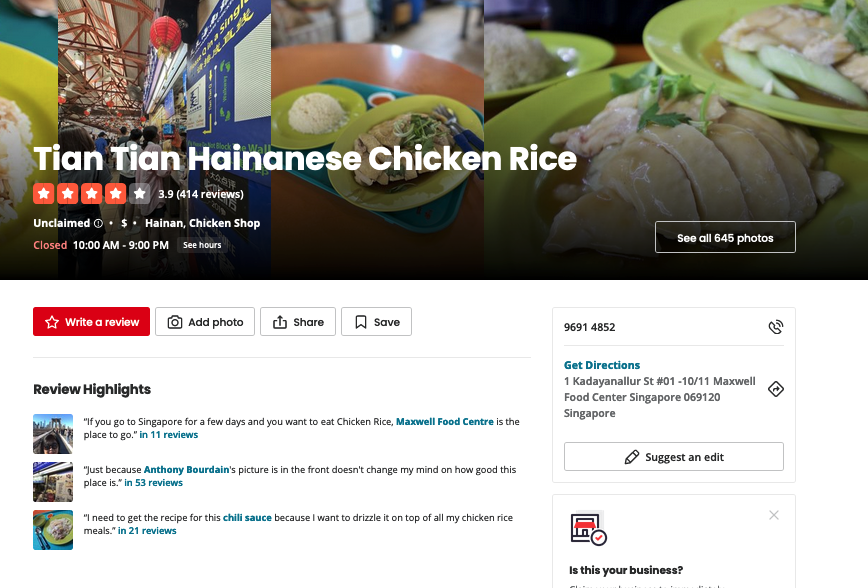 Tian Tian Hainanese Chicken Rice
3.9 (414 reviews)
Unclaimed • $ • Hainan, Chicken Shop
Closed 10:00 AM - 9:00 PM See hours
See all 645 photos
Write a review Add photo Share Save
9691 4852
Get Directions
1 Kadayanallur St #01 -10/11 Maxwell
Food Center Singapore 069120
Singapore
Suggest an edit
Review Highlights
“If you go to Singapore for a few days and you want to eat Chicken Rice, Maxwell Food Centre is the
place to go.” in 11 reviews
“Just because Anthony Bourdain's picture is in the front doesn't change my mind on how good this
place is.” in 53 reviews
“I need to get the recipe for this chili sauce because I want to drizzle it on top of all my chicken rice
meals.” in 21 reviews
Is this your business?